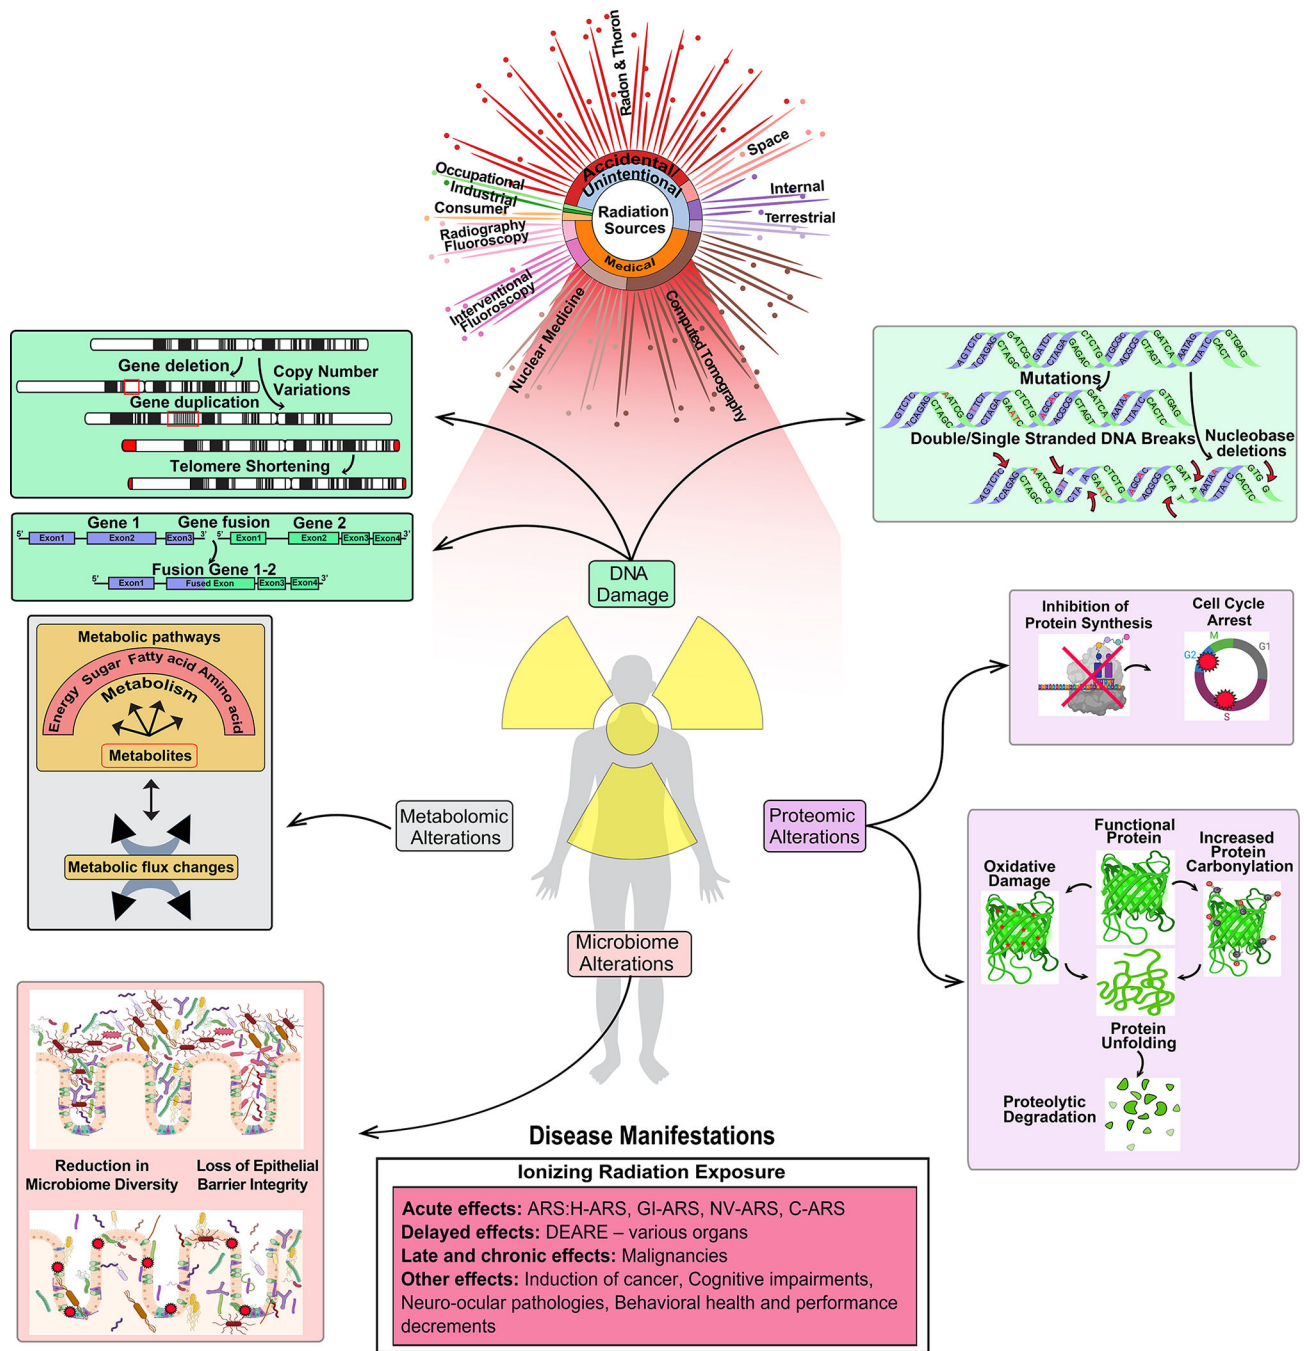 Radon & Thoron
Space
Internal
Terrestrial
Occupational
Industrial
Consumer
Radiography
Fluoroscopy
Interventional
Fluoroscopy
Nuclear Medicine
Computed Tomography
Accidental/
Unintentional
Radiation
Sources
Medical
Gene deletion
Copy Number
Variations
Gene duplication
Telomere Shortening
Gene 1
Gene fusion
Gene 2
5'
Exon1
Exon2
Exon3
3'
5'
Exon1
Exon2
Exon3
Exon4
3'
Fusion Gene 1-2
5'
Exon1
Fused Exon
Exon3
Exon4
3'
Mutations
Double/Single Stranded DNA Breaks
Nucleobase
deletions
DNA
Damage
Metabolic pathways
Energy Sugar Fatty acid Amino acid
Metabolism
Metabolites
Metabolic flux changes
Metabolomic
Alterations
Proteomic
Alterations
Microbiome
Alterations
Inhibition of
Protein Synthesis
Cell Cycle
Arrest
M
G1
G2
S
Functional
Protein
Oxidative
Damage
Increased
Protein
Carbonylation
Protein
Unfolding
Proteolytic
Degradation
Reduction in
Microbiome Diversity
Loss of Epithelial
Barrier Integrity
Disease Manifestations
Ionizing Radiation Exposure
Acute effects: ARS:H-ARS, GI-ARS, NV-ARS, C-ARS
Delayed effects: DEARE – various organs
Late and chronic effects: Malignancies
Other effects: Induction of cancer, Cognitive impairments,
Neuro-ocular pathologies, Behavioral health and performance
decrements